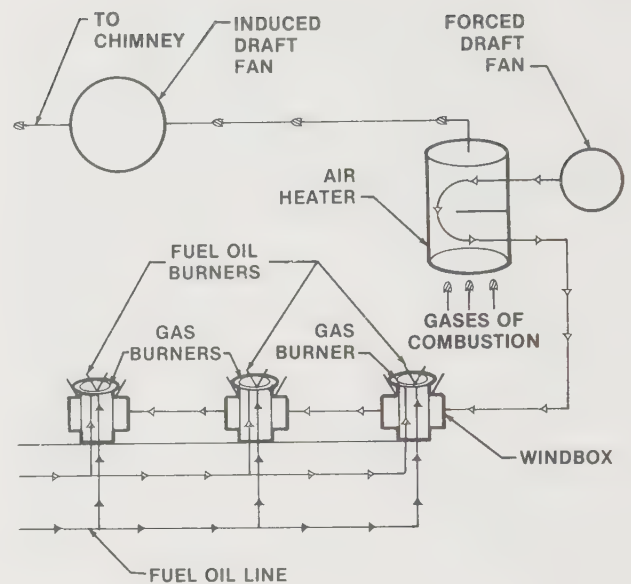 TO
CHIMNEY
INDUCED
DRAFT
FAN
FORCED
DRAFT
FAN
AIR
HEATER
FUEL OIL
BURNERS
GAS
BURNERS
GAS
BURNER
GASES OF
COMBUSTION
WINDBOX
FUEL OIL LINE